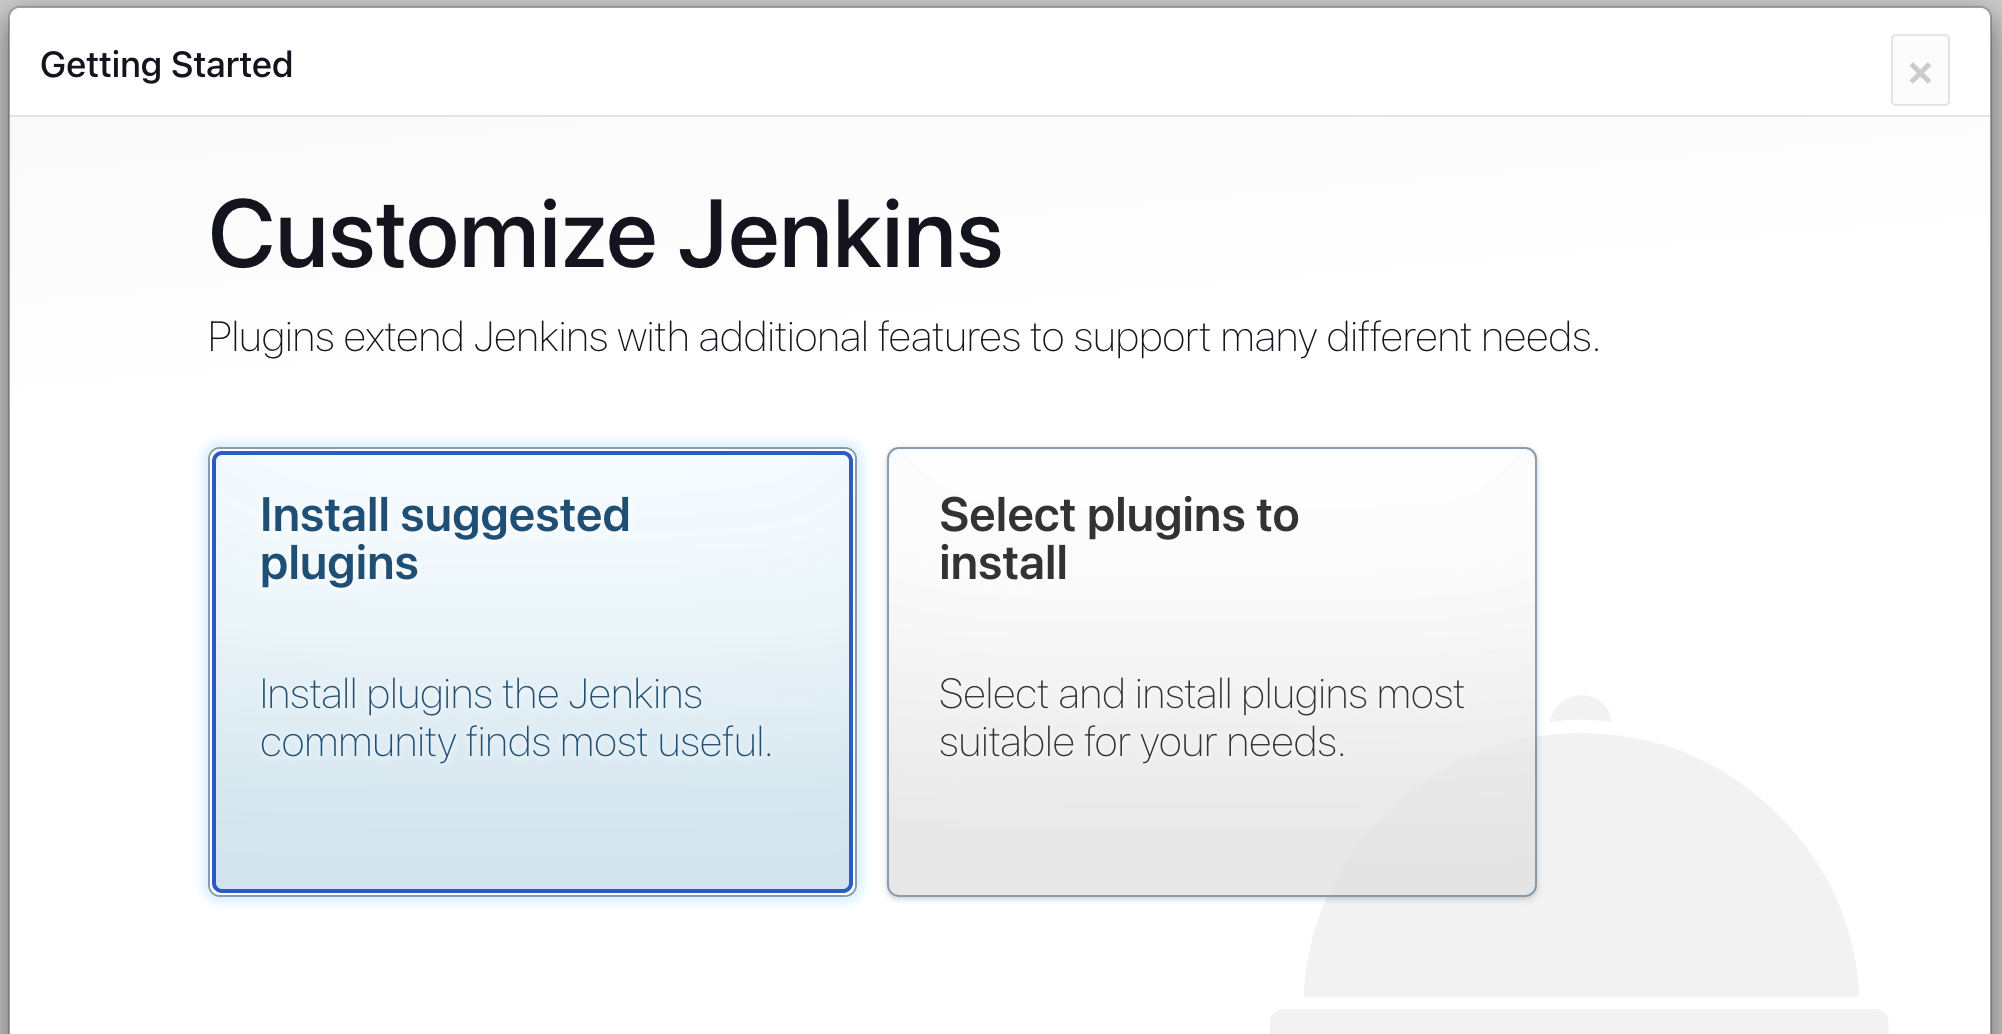 Getting Started
×
Customize Jenkins
Plugins extend Jenkins with additional features to support many different needs.
Install suggested
plugins
Install plugins the Jenkins
community finds most useful.
Select plugins to
install
Select and install plugins most
suitable for your needs.